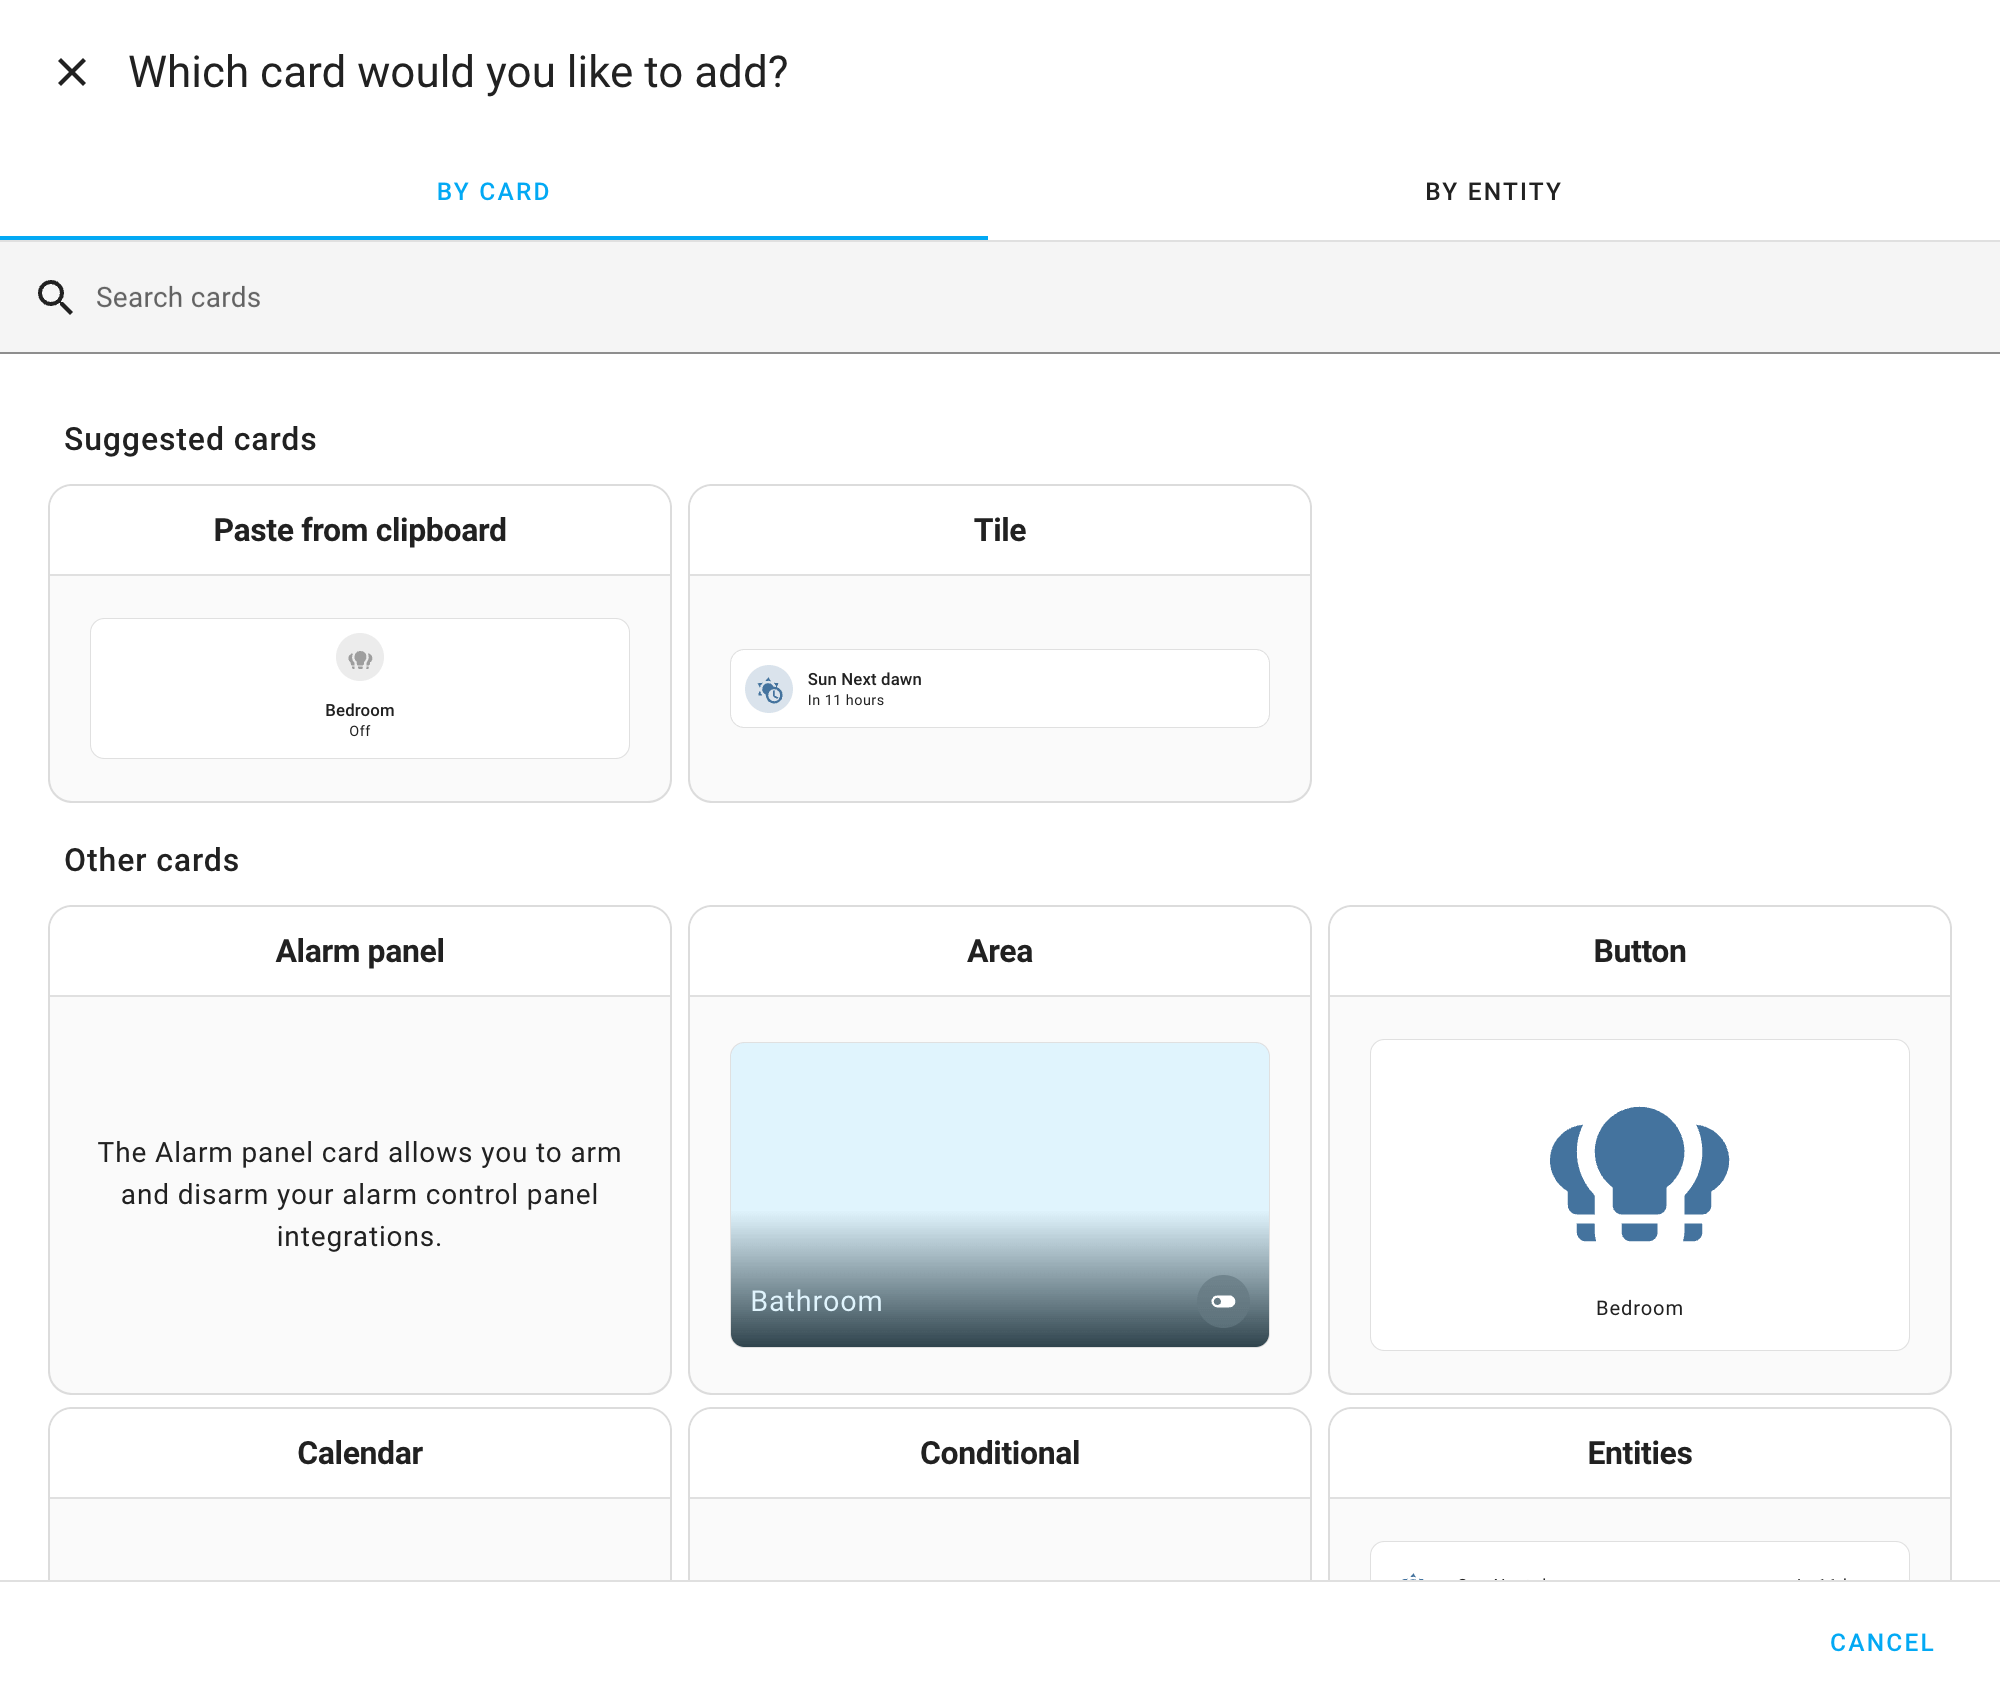 Which card would you like to add?
BY CARD
BY ENTITY
Search cards
Suggested cards
Paste from clipboard
Tile
Bedroom
Off
Sun Next dawn
In 11 hours
Other cards
Alarm panel
Area
Button
The Alarm panel card allows you to arm
and disarm your alarm control panel
integrations.
Bathroom
Bedroom
Calendar
Conditional
Entities
CANCEL